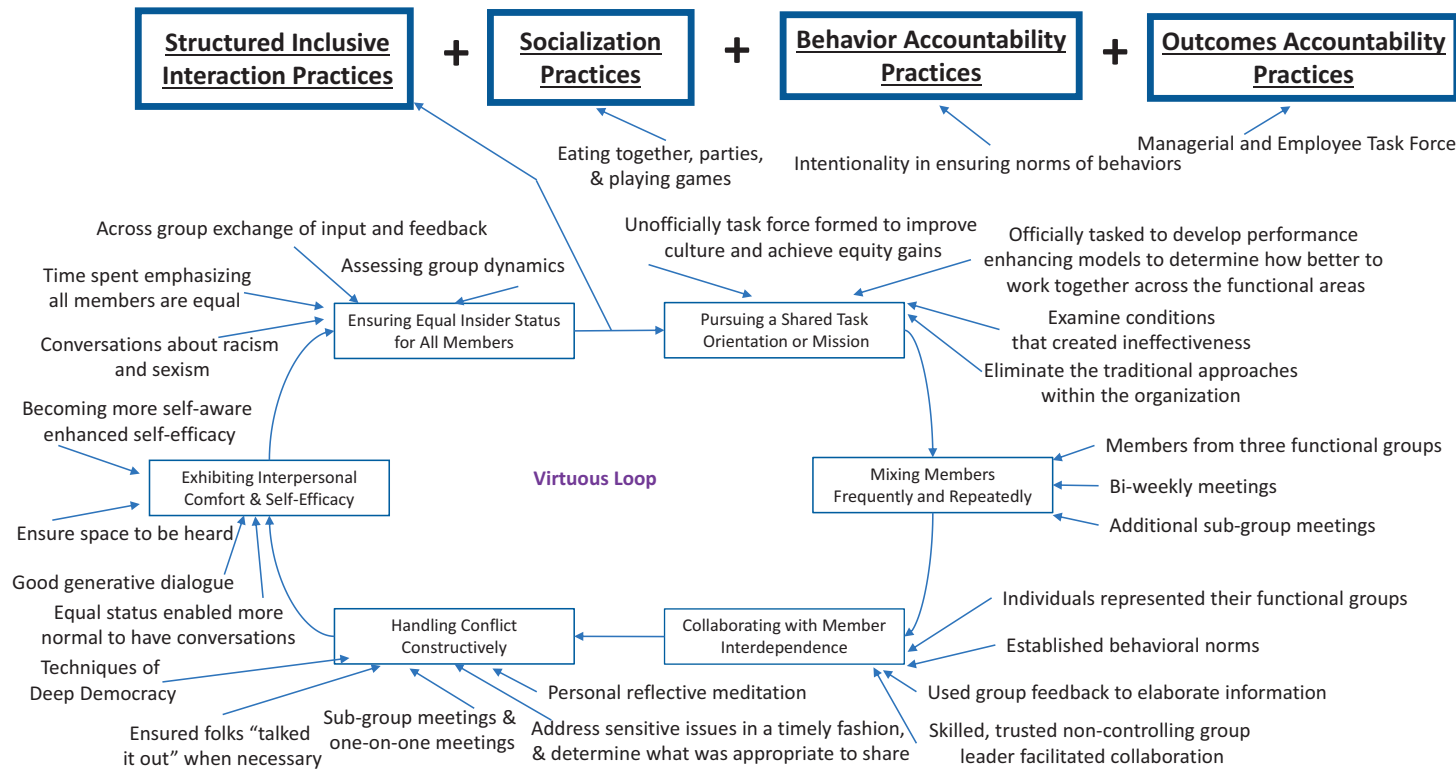 Structured Inclusive
Interaction Practices
+
Socialization
Practices
+
Behavior Accountability
Practices
+
Outcomes Accountability
Practices
Eating together, parties,
& playing games
Intentionality in ensuring norms of behaviors
Managerial and Employee Task Force
Across group exchange of input and feedback
Assessing group dynamics
Time spent emphasizing
all members are equal
Conversations about racism
and sexism
Ensuring Equal Insider Status
for All Members
Unofficially task force formed to improve
culture and achieve equity gains
Officially tasked to develop performance
enhancing models to determine how better to
work together across the functional areas
Pursuing a Shared Task
Orientation or Mission
Examine conditions
that created ineffectiveness
Eliminate the traditional approaches
within the organization
Becoming more self-aware
enhanced self-efficacy
Exhibiting Interpersonal
Comfort & Self-Efficacy
Virtuous Loop
Mixing Members
Frequently and Repeatedly
Members from three functional groups
Bi-weekly meetings
Additional sub-group meetings
Ensure space to be heard
Good generative dialogue
Equal status enabled more
normal to have conversations
Techniques of
Deep Democracy
Handling Conflict
Constructively
Collaborating with Member
Interdependence
Individuals represented their functional groups
Established behavioral norms
Used group feedback to elaborate information
Skilled, trusted non-controlling group
leader facilitated collaboration
Personal reflective meditation
Ensured folks “talked
it out” when necessary
Sub-group meetings &
one-on-one meetings
Address sensitive issues in a timely fashion,
& determine what was appropriate to share